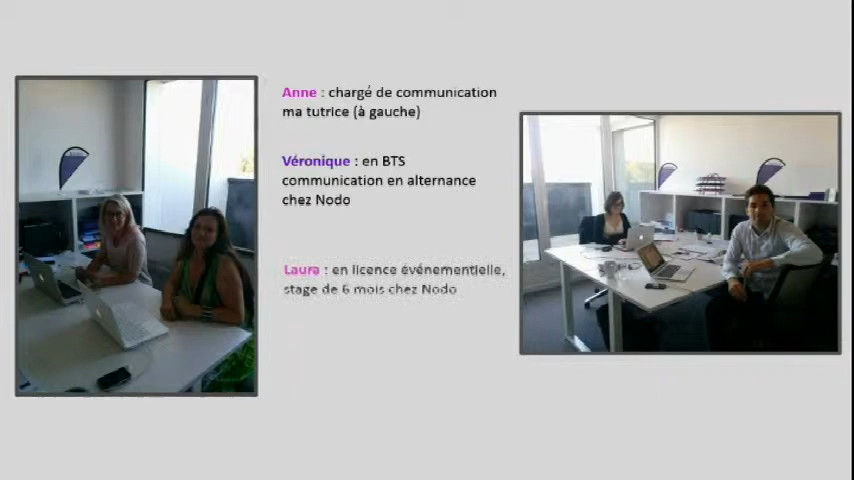 Anne : chargé de communication
ma tutrice (à gauche)
Véronique : en BTS
communication en alternance
chez Nodo
Laura : en licence événementielle,
stage de 6 mois chez Nodo